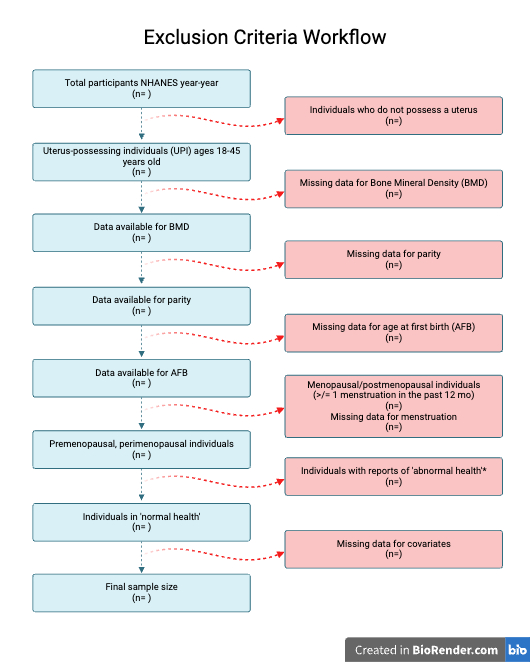 Exclusion Criteria Workflow
Total participants NHANES year-year
(n= )
Individuals who do not possess a uterus
(n=)
Uterus-possessing individuals (UPI) ages 18-45
years old
(n= )
Missing data for Bone Mineral Density (BMD)
(n=)
Data available for BMD
(n= )
Missing data for parity
(n=)
Data available for parity
(n= )
Missing data for age at first birth (AFB)
(n=)
Data available for AFB
(n= )
Menopausal/postmenopausal individuals
(>/= 1 menstruation in the past 12 mo)
(n=)
Missing data for menstruation
(n=)
Premenopausal, perimenopausal individuals
(n= )
Individuals with reports of 'abnormal health'*
(n=)
Individuals in 'normal health'
(n= )
Missing data for covariates
(n=)
Final sample size
(n= )
Created in BioRender.com bio